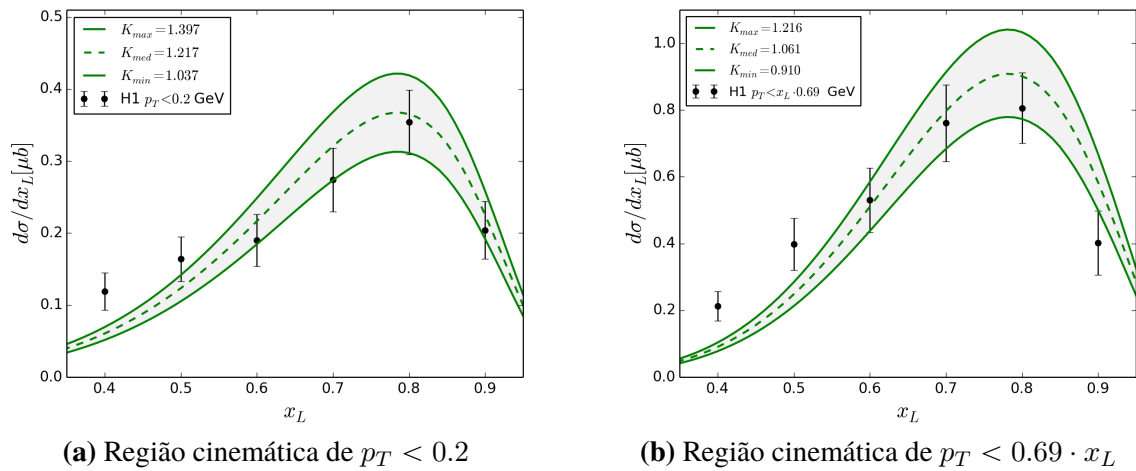 K_max=1.397
K_med=1.217
K_min=1.037
H1 p_T<0.2 GeV
0.5
0.4
0.3
0.2
0.1
0.0
dσ/dx_L[μb]
0.4 0.5 0.6 0.7 0.8 0.9
x_L
(a) Região cinemática de p_T < 0.2
K_max=1.216
K_med=1.061
K_min=0.910
H1 p_T<x_L·0.69 GeV
1.0
0.8
0.6
0.4
0.2
0.0
dσ/dx_L[μb]
0.4 0.5 0.6 0.7 0.8 0.9
x_L
(b) Região cinemática de p_T < 0.69 · x_L